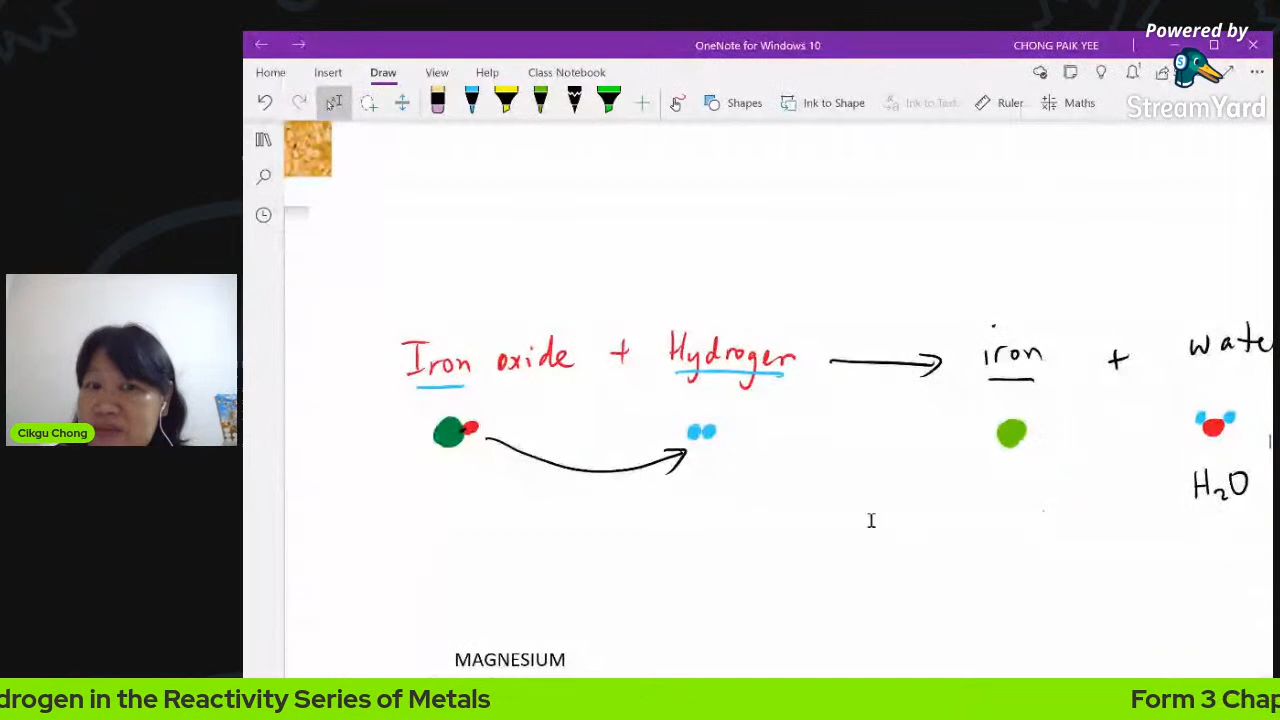 Powered by
StreamYard
OneNote for Windows 10
CHONG PAIK YEE
Home Insert Draw View Help Class Notebook
Shapes Ink to Shape Ink to Text Ruler Maths
Iron oxide + Hydrogen → iron + wate
H₂O
Cikgu Chong
MAGNESIUM
drogen in the Reactivity Series of Metals
Form 3 Chap